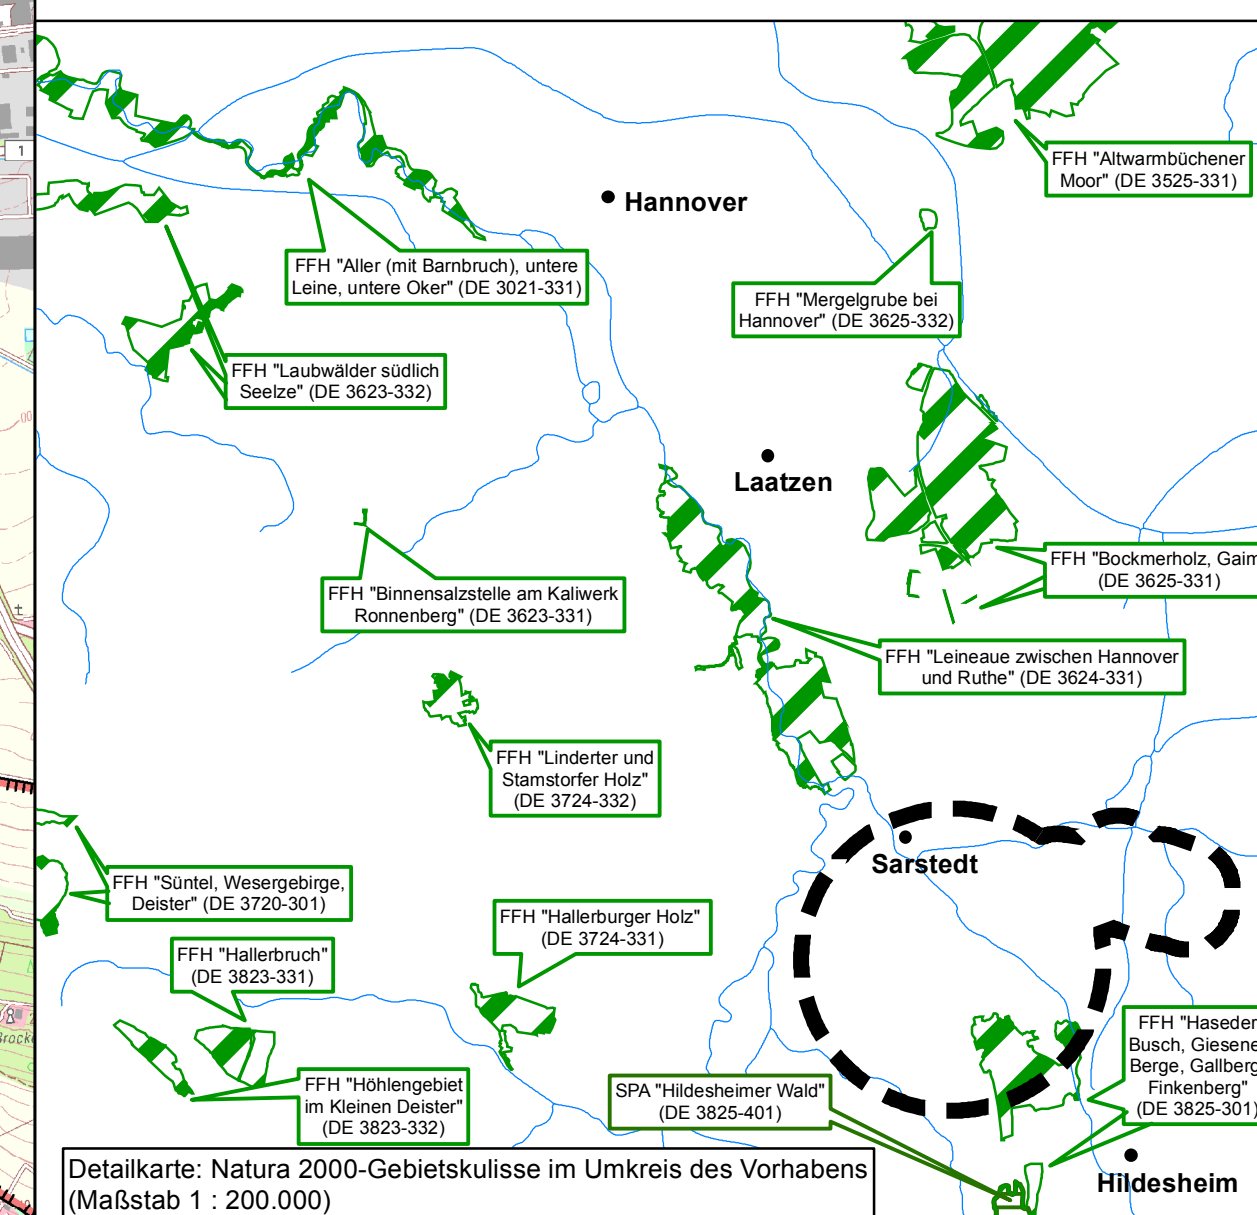 1
Hannover
FFH "Altwarmbüchener
Moor" (DE 3525-331)
FFH "Aller (mit Barnbruch), untere
Leine, untere Oker" (DE 3021-331)
FFH "Mergelgrube bei
Hannover" (DE 3625-332)
FFH "Laubwälder südlich
Seelze" (DE 3623-332)
Laatzen
FFH "Bockmerholz, Gaim
(DE 3625-331)
FFH "Binnensalzstelle am Kaliwerk
Ronnenberg" (DE 3623-331)
FFH "Leineaue zwischen Hannover
und Ruthe" (DE 3624-331)
FFH "Linderter und
Stamstorfer Holz"
(DE 3724-332)
Sarstedt
FFH "Süntel, Wesergebirge,
Deister" (DE 3720-301)
FFH "Hallerburger Holz"
(DE 3724-331)
FFH "Hallerbruch"
(DE 3823-331)
FFH "Haseder
Busch, Giesene
Berge, Gallberg
Finkenberg"
(DE 3825-301)
FFH "Höhlengebiet
im Kleinen Deister"
(DE 3823-332)
SPA "Hildesheimer Wald"
(DE 3825-401)
Hildesheim
Detailkarte: Natura 2000-Gebietskulisse im Umkreis des Vorhabens
(Maßstab 1 : 200.000)